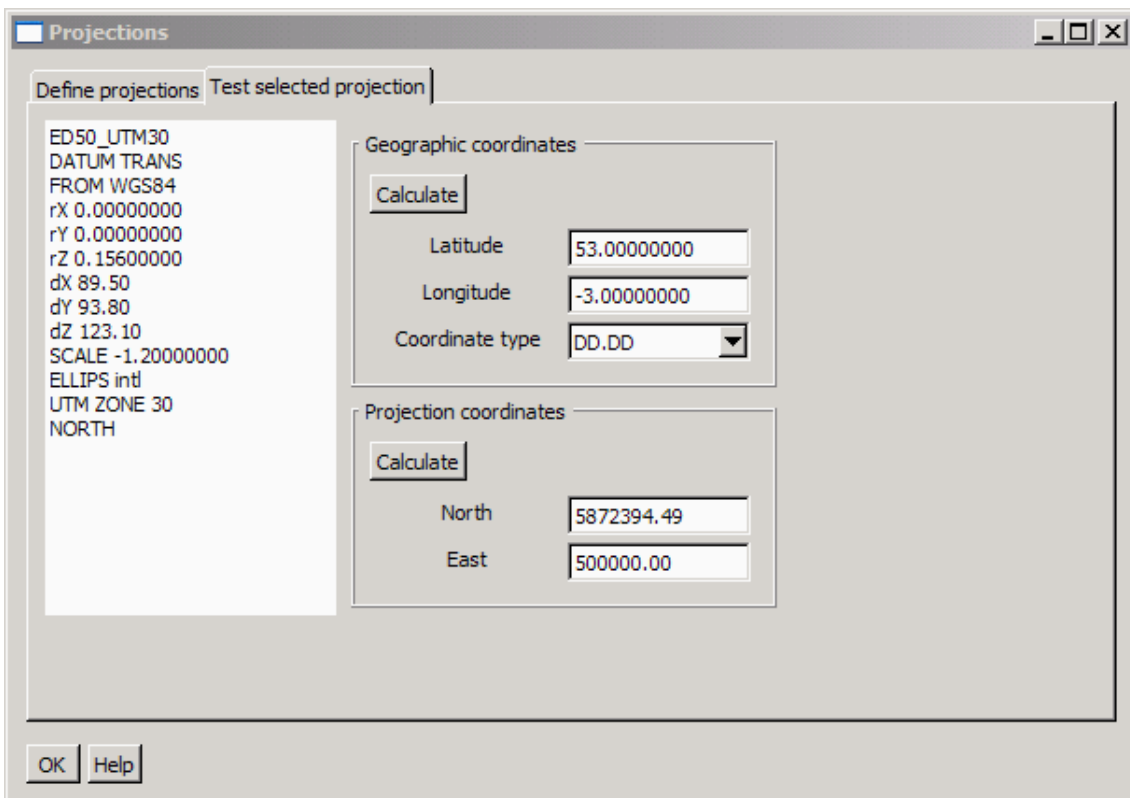 Projections
Define projections Test selected projection
ED50_UTM30
DATUM TRANS
FROM WGS84
rX 0.00000000
rY 0.00000000
rZ 0.15600000
dX 89.50
dY 93.80
dZ 123.10
SCALE -1.20000000
ELLIPS intl
UTM ZONE 30
NORTH
Geographic coordinates
Calculate
Latitude 53.00000000
Longitude -3.00000000
Coordinate type DD.DD
Projection coordinates
Calculate
North 5872394.49
East 500000.00
OK Help